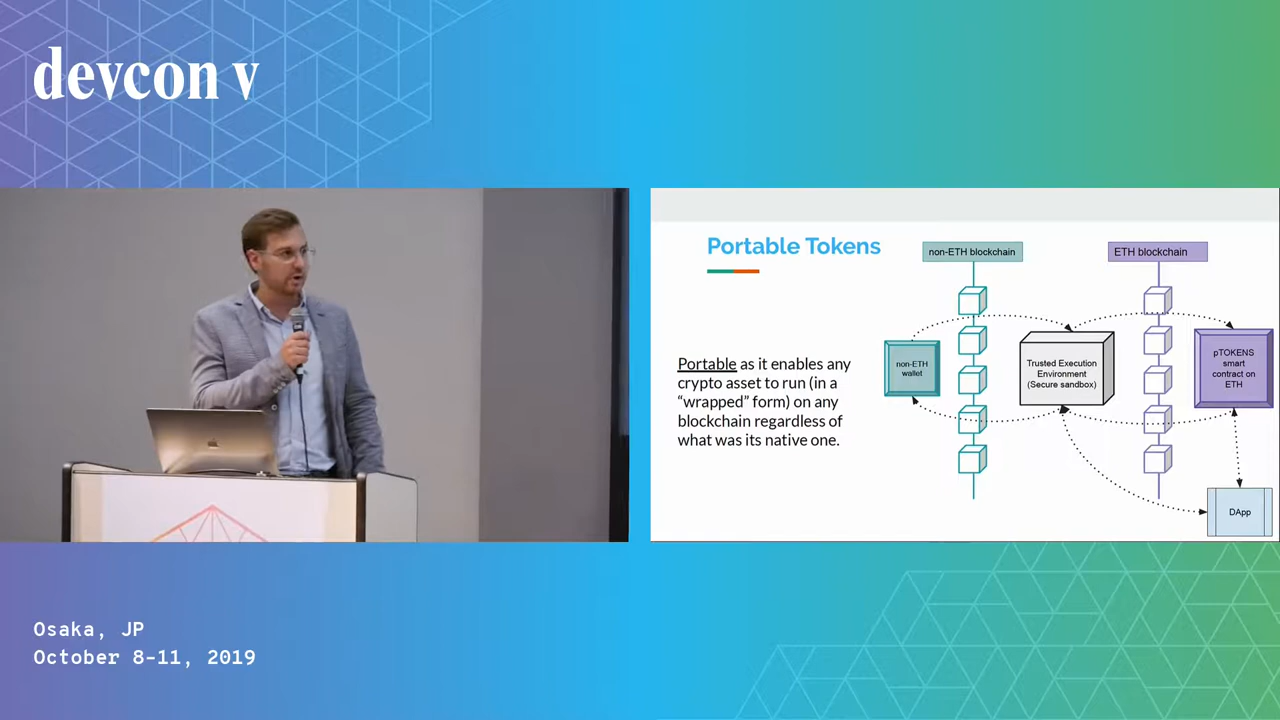 devcon v
Portable Tokens
non-ETH blockchain
ETH blockchain
Portable as it enables any
crypto asset to run (in a
“wrapped” form) on any
blockchain regardless of
what was its native one.
non-ETH
wallet
Trusted Execution
Environment
(Secure sandbox)
pTOKENS
smart
contract on
ETH
DApp
Osaka, JP
October 8-11, 2019